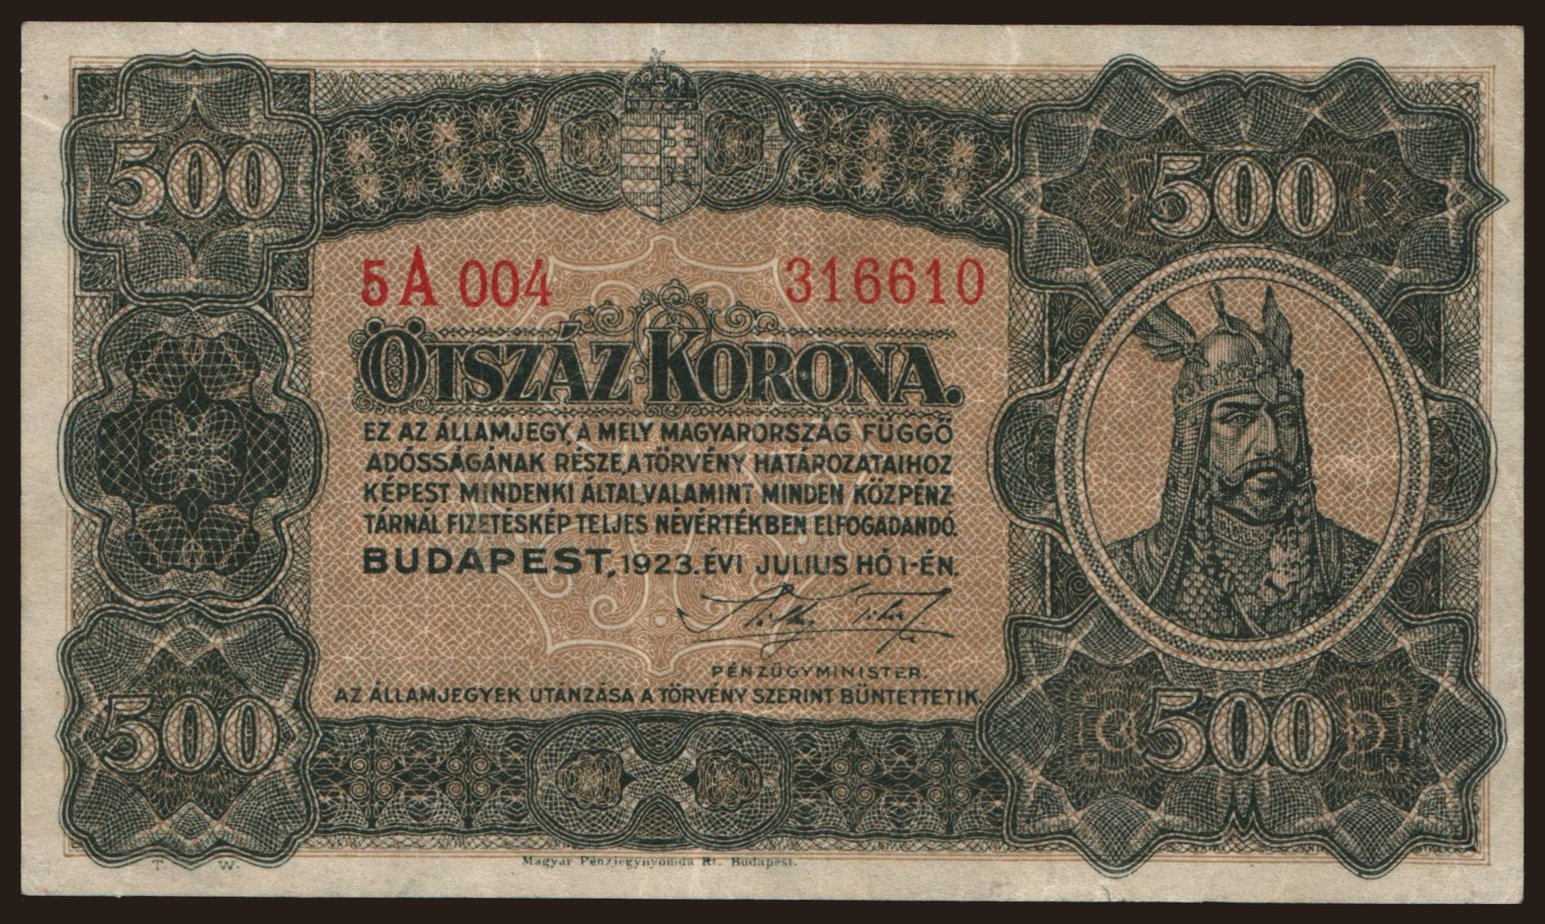 500
500
5A 004
316610
ÖTSZÁZ KORONA.
EZ AZ ÁLLAMJEGY, A MELY MAGYARORSZÁG FÜGGŐ
ADÓSSÁGÁNAK RÉSZE, A TÖRVÉNY HATÁROZATAIHOZ
KÉPEST MINDENKI ÁLTAL, VALAMINT MINDEN KÖZPÉNZ
TÁRNÁL FIZETÉSKÉP TELJES NÉVÉRTÉKBEN ELFOGADANDÓ.
BUDAPEST, 1923. ÉVI JULIUS HÓ 1-ÉN.
PÉNZÜGYMINISTER.
AZ ÁLLAMJEGYEK UTÁNZÁSA A TÖRVÉNY SZERINT BÜNTETTETIK.
500
500
T. W.
Magyar Pénzjegynyomda Rt. Budapest.